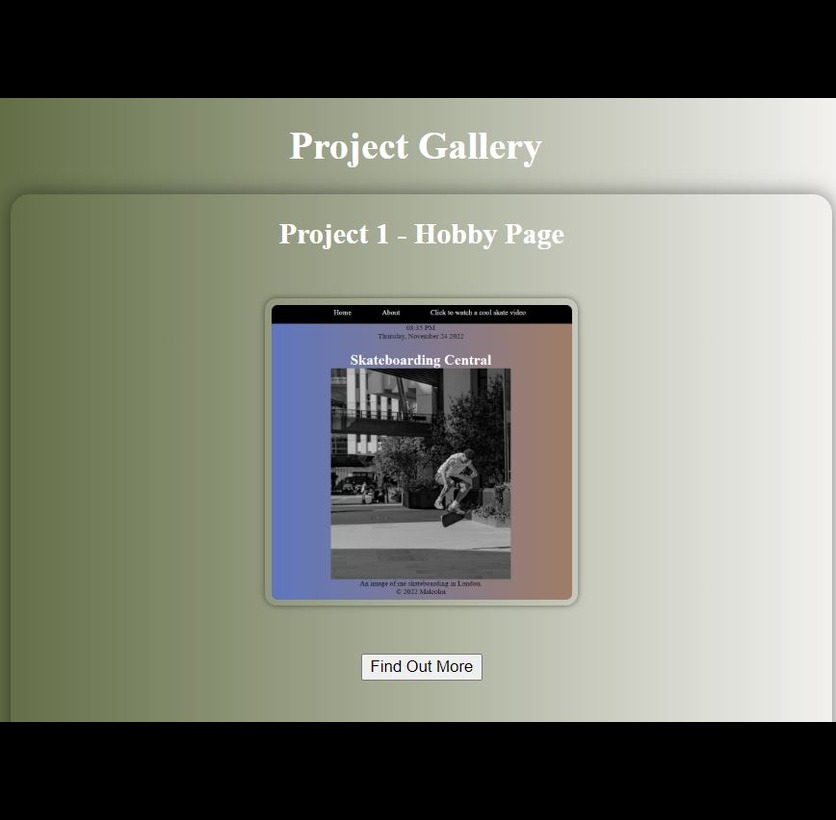 Project Gallery
Project 1 - Hobby Page
Home About Click to watch a cool skate video
08:35 PM
Thursday, November 24 2022
Skateboarding Central
An image of me skateboarding in London.
© 2022 Malcolm
Find Out More